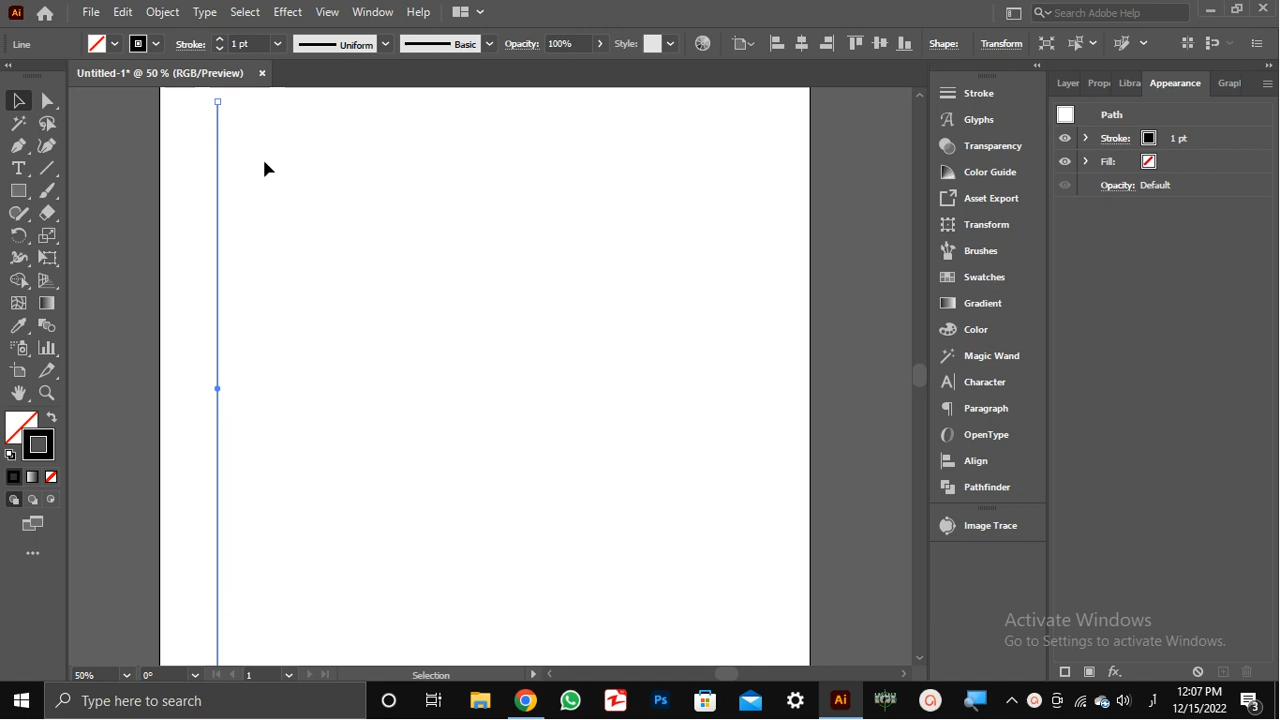 Ai File Edit Object Type Select Effect View Window Help Search Adobe Help
Line Stroke: 1 pt Uniform Basic Opacity: 100% Style: Shape: Transform
Untitled-1* @ 50 % (RGB/Preview)
Layer Prope Libra Appearance Graph
Stroke
Glyphs
Transparency
Color Guide
Asset Export
Transform
Brushes
Swatches
Gradient
Color
Magic Wand
Character
Paragraph
OpenType
Align
Pathfinder
Image Trace
Path
Stroke: 1 pt
Fill:
Opacity: Default
fx
Activate Windows
Go to Settings to activate Windows.
50% 0° 1 Selection
Type here to search
Ps
Ai
12:07 PM
12/15/2022
3